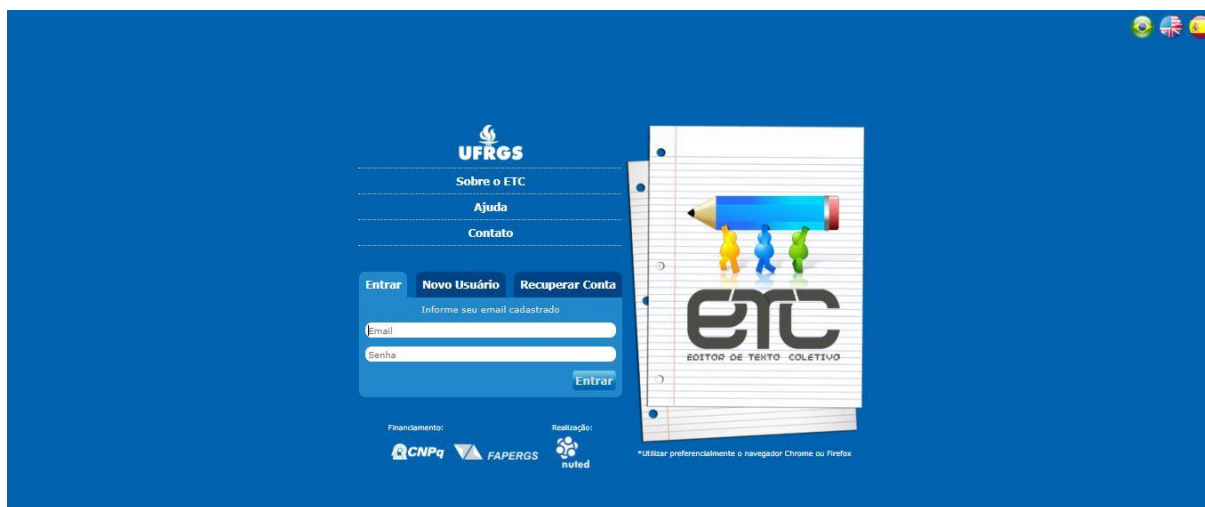 UFRGS
Sobre o ETC
Ajuda
Contato
Entrar Novo Usuário Recuperar Conta
Informe seu email cadastrado
Email
Senha
Entrar
Financiamento:
Realização:
CNPq FAPERGS
nuted
ETC
EDITOR DE TEXTO COLETIVO
*Utilizar preferencialmente o navegador Chrome ou Firefox